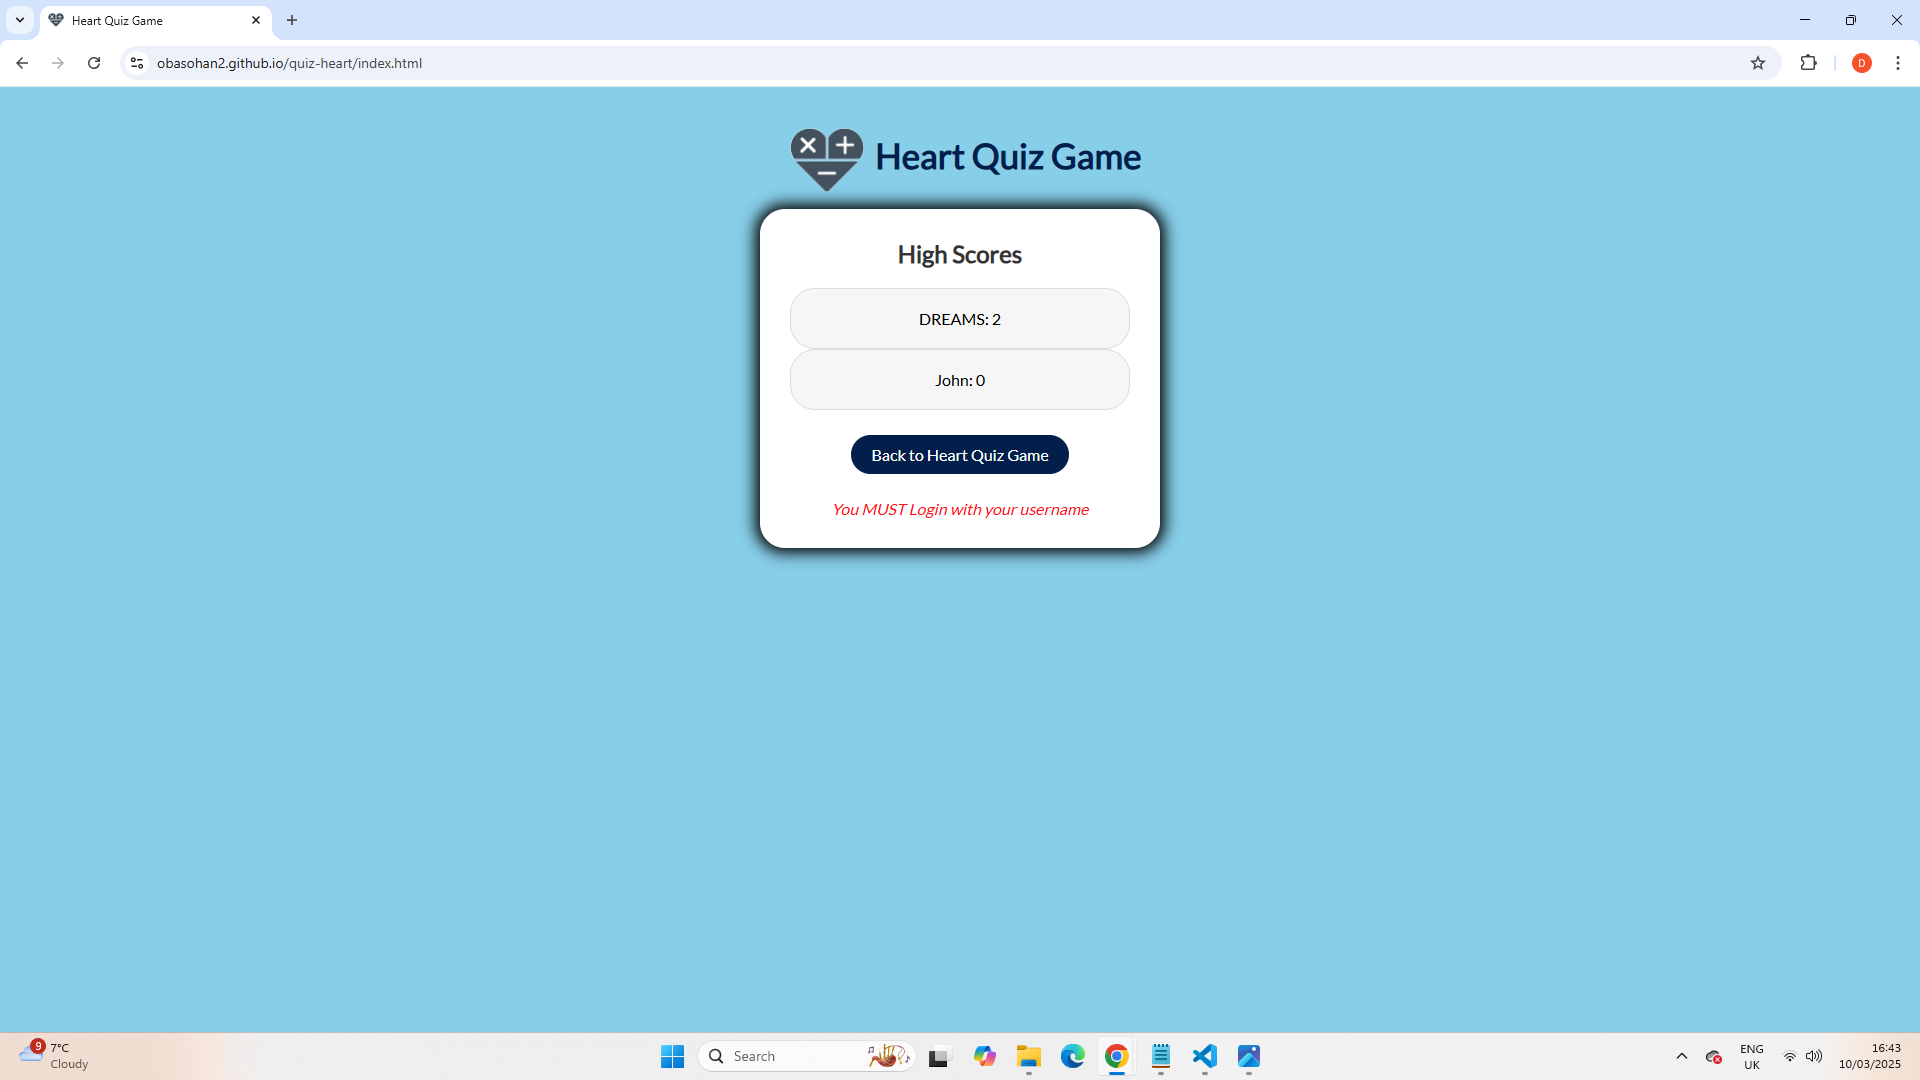 Heart Quiz Game
obasohan2.github.io/quiz-heart/index.html
D
Heart Quiz Game
High Scores
DREAMS: 2
John: 0
Back to Heart Quiz Game
You MUST Login with your username
9
7°C
Cloudy
Search
ENG
UK
16:43
10/03/2025